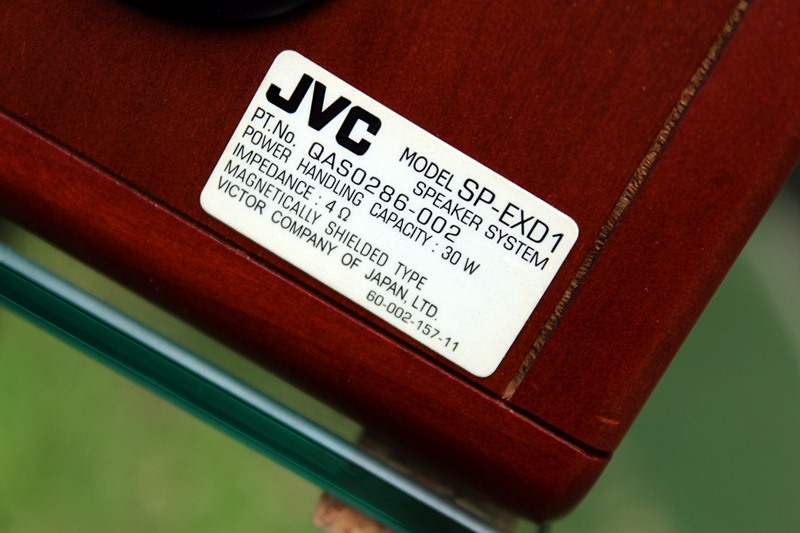 JVC MODEL SP-EXD1
SPEAKER SYSTEM
PT.No. QAS0286-002
POWER HANDLING CAPACITY : 30 W
IMPEDANCE : 4 Ω
MAGNETICALLY SHIELDED TYPE
VICTOR COMPANY OF JAPAN, LTD.
60-002-157-11